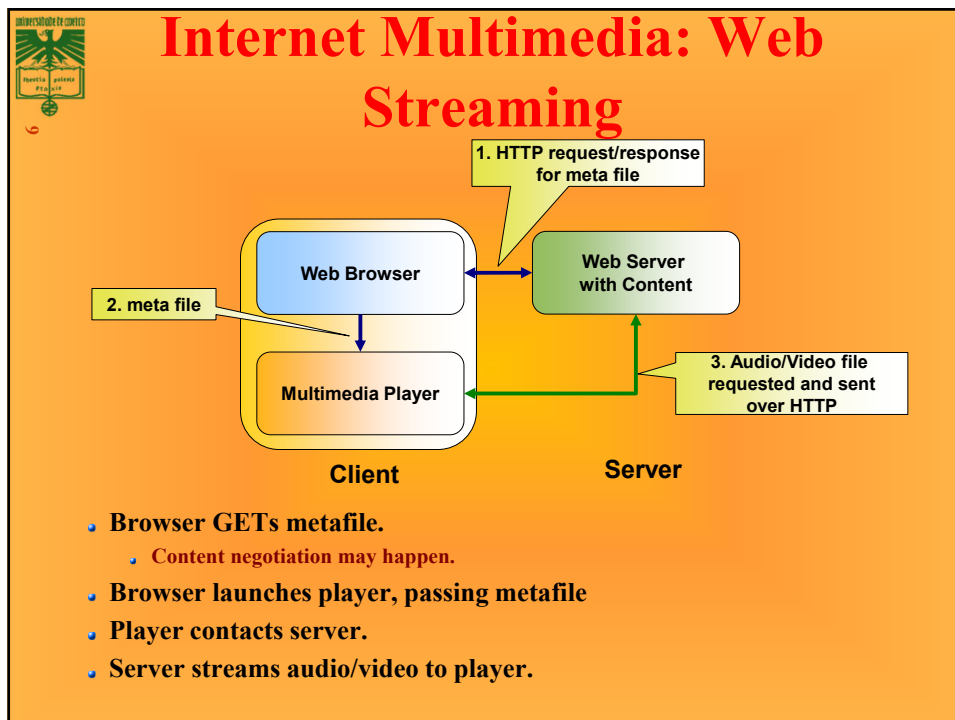 Internet Multimedia: Web
Streaming
9
1. HTTP request/response
for meta file
Web Browser
Web Server
with Content
2. meta file
Multimedia Player
3. Audio/Video file
requested and sent
over HTTP
Client
Server
Browser GETs metafile.
Content negotiation may happen.
Browser launches player, passing metafile
Player contacts server.
Server streams audio/video to player.